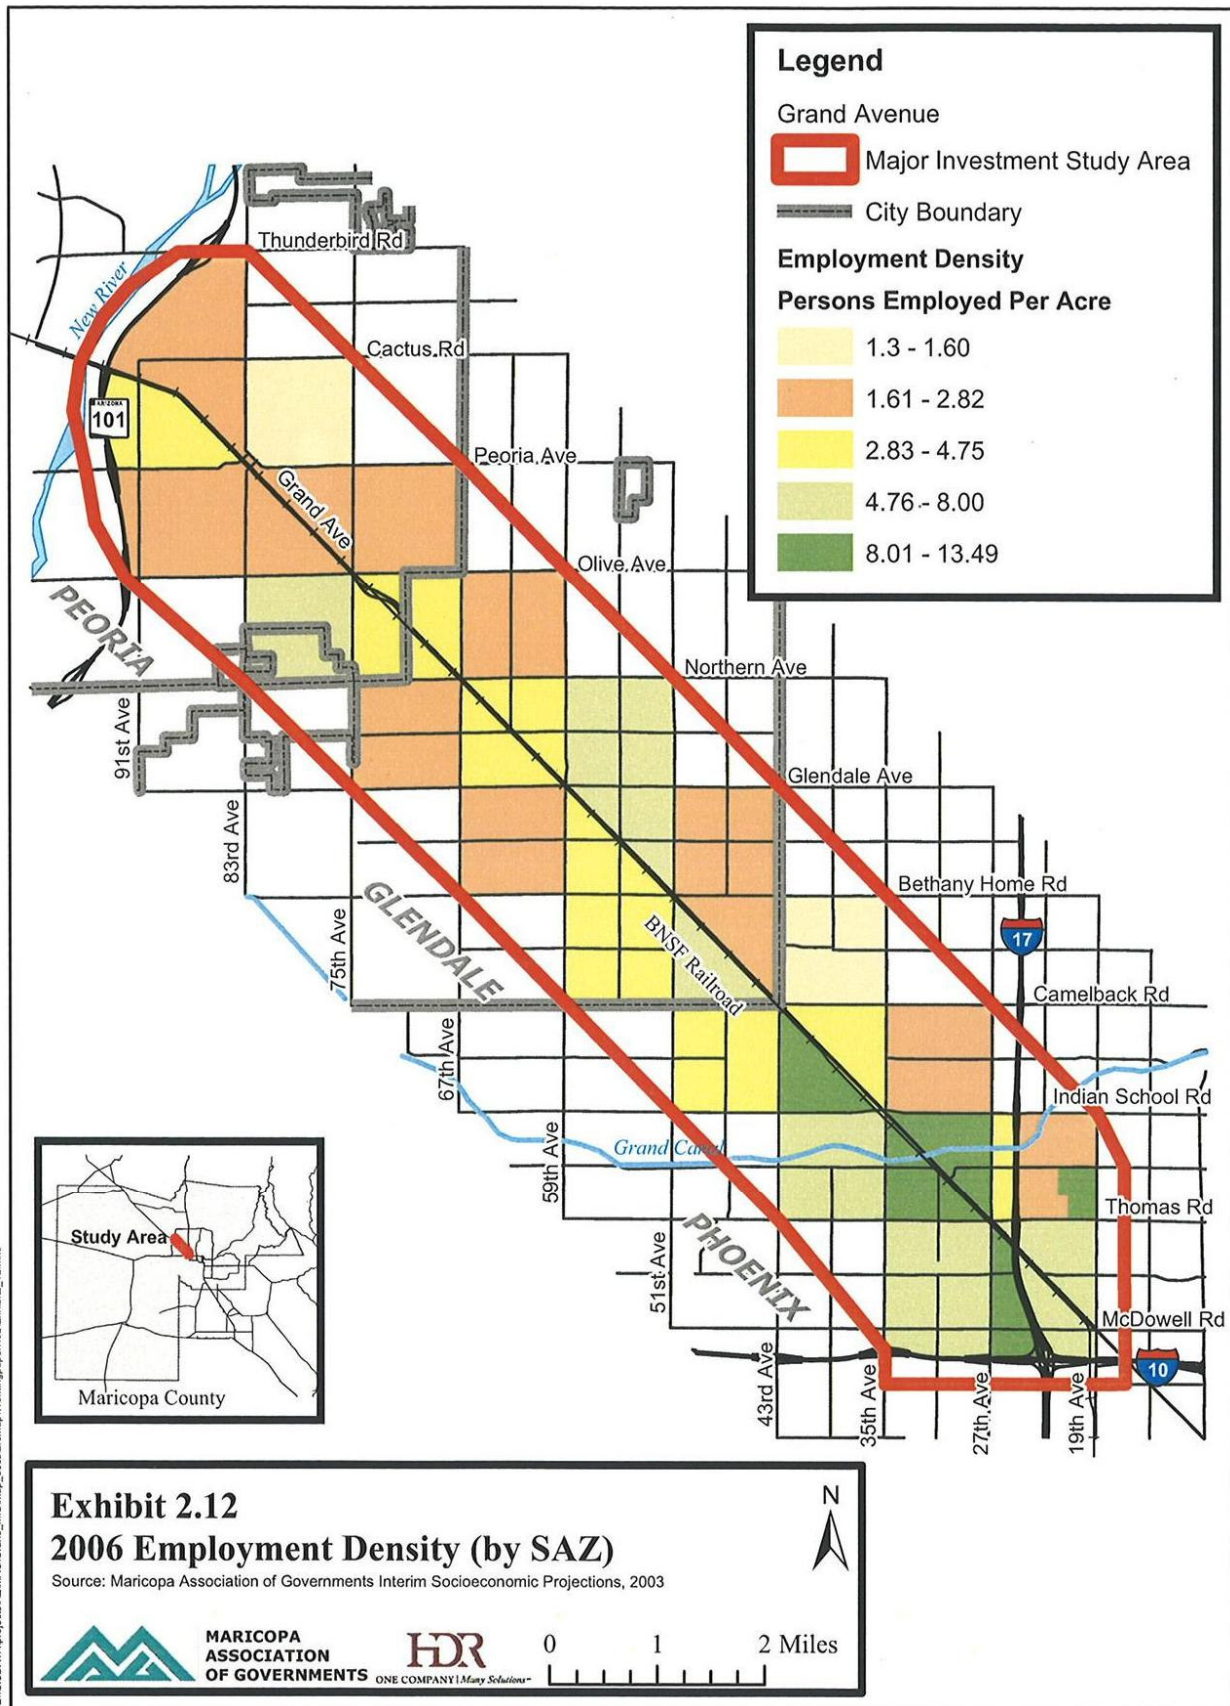 Legend
Grand Avenue
Major Investment Study Area
City Boundary
Employment Density
Persons Employed Per Acre
1.3 - 1.60
1.61 - 2.82
2.83 - 4.75
4.76 - 8.00
8.01 - 13.49
Thunderbird Rd
New River
Cactus Rd
ARIZONA
101
Peoria Ave
Grand Ave
Olive Ave
PEORIA
Northern Ave
91st Ave
Glendale Ave
83rd Ave
Bethany Home Rd
GLENDALE
75th Ave
BNSF Railroad
17
Camelback Rd
67th Ave
Indian School Rd
Grand Canal
59th Ave
Thomas Rd
PHOENIX
51st Ave
McDowell Rd
10
43rd Ave
35th Ave
27th Ave
19th Ave
Study Area
Maricopa County
Exhibit 2.12
2006 Employment Density (by SAZ)
Source: Maricopa Association of Governments Interim Socioeconomic Projections, 2003
N
MARICOPA
ASSOCIATION
OF GOVERNMENTS
HDR
ONE COMPANY | Many Solutions
0 1 2 Miles